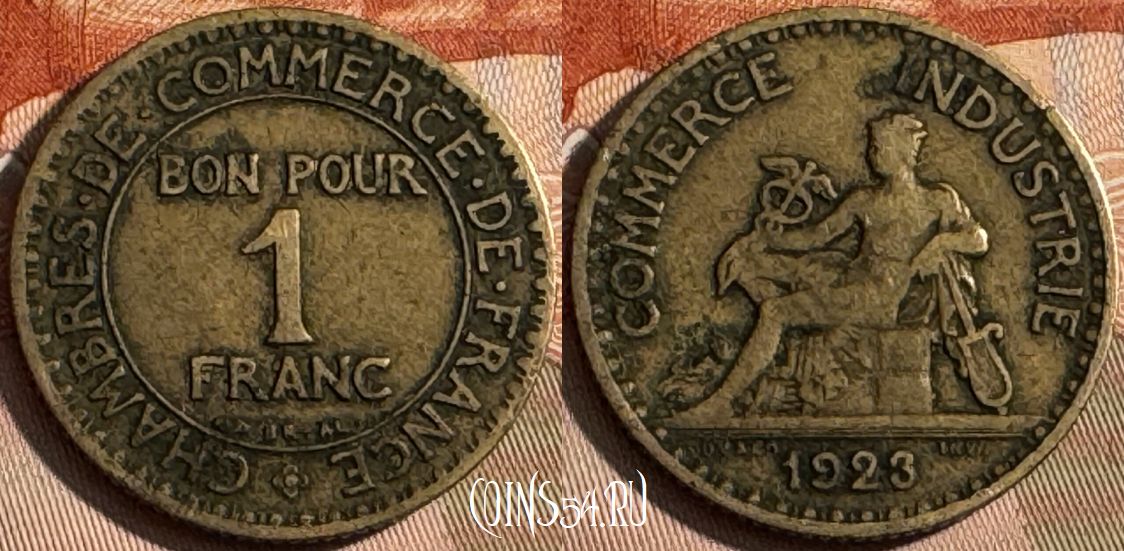 CHAMBRES·DE·COMMERCE·DE·FRANCE
BON POUR
1
FRANC
COMMERCE INDUSTRIE
1923
COINS54.RU